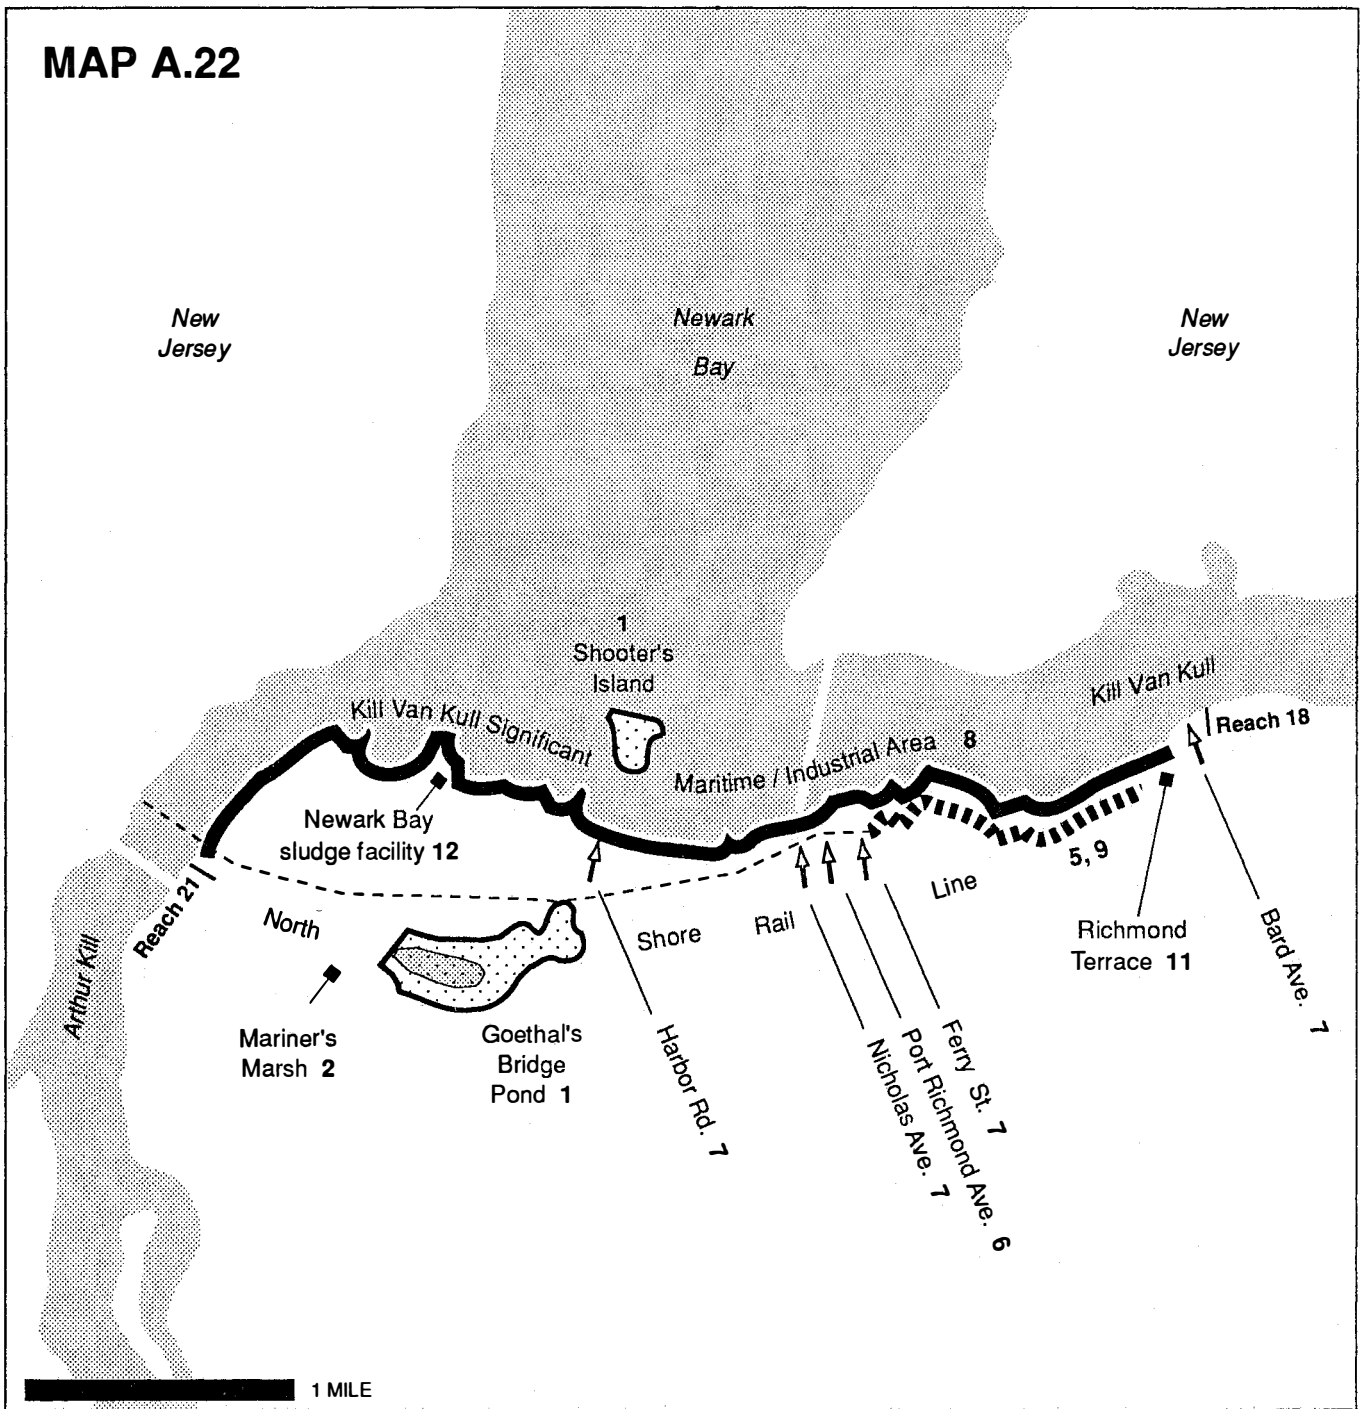 MAP A.22
New
Jersey
Newark
Bay
New
Jersey
1
Shooter's
Island
Kill Van Kull
Reach 18
Kill Van Kull Significant
Maritime / Industrial Area 8
Newark Bay
sludge facility 12
5, 9
Reach 21
North Shore Rail Line
Richmond
Terrace 11
Arthur Kill
Mariner's
Marsh 2
Goethal's
Bridge
Pond 1
Harbor Rd. 7
Nicholas Ave. 7
Port Richmond Ave. 6
Ferry St. 7
Bard Ave. 7
1 MILE